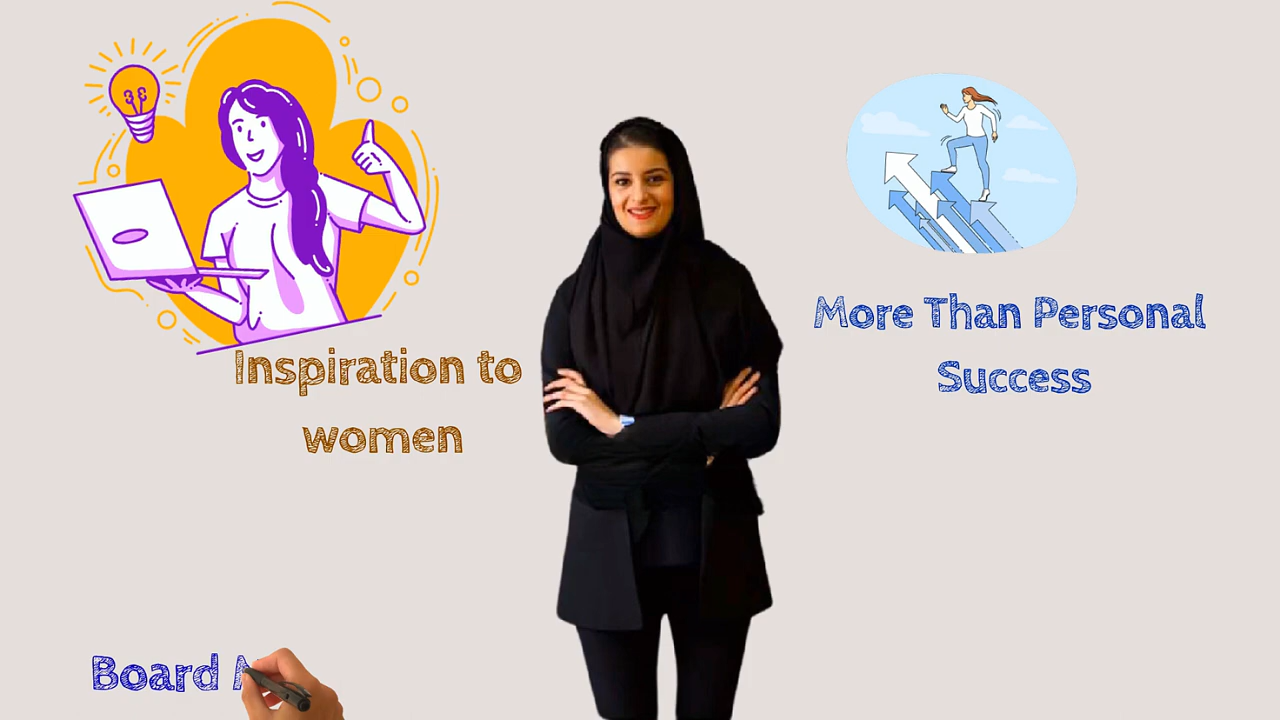 Inspiration to
women
More Than Personal
Success
Board